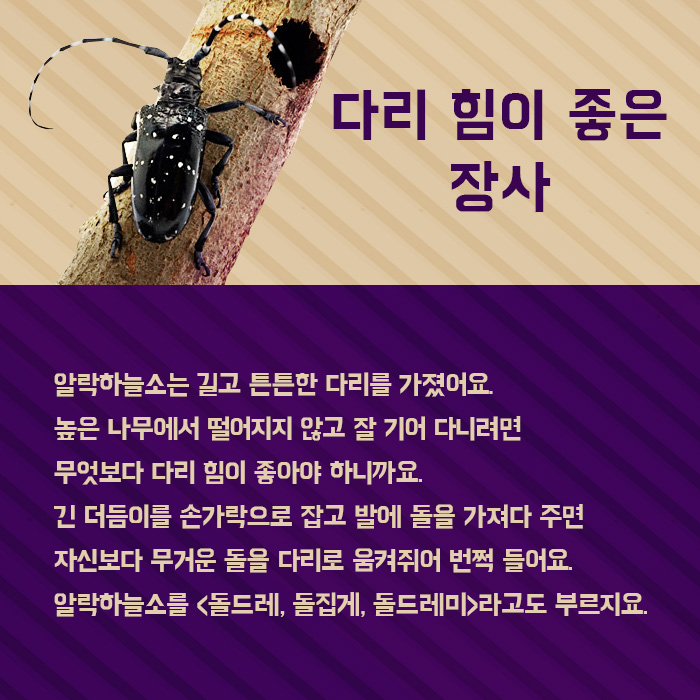 다리 힘이 좋은
장사
알락하늘소는 길고 튼튼한 다리를 가졌어요.
높은 나무에서 떨어지지 않고 잘 기어 다니려면
무엇보다 다리 힘이 좋아야 하니까요.
긴 더듬이를 손가락으로 잡고 발에 돌을 가져다 주면
자신보다 무거운 돌을 다리로 움켜쥐어 번쩍 들어요.
알락하늘소를 <돌드레, 돌집게, 돌드레미>라고도 부르지요.